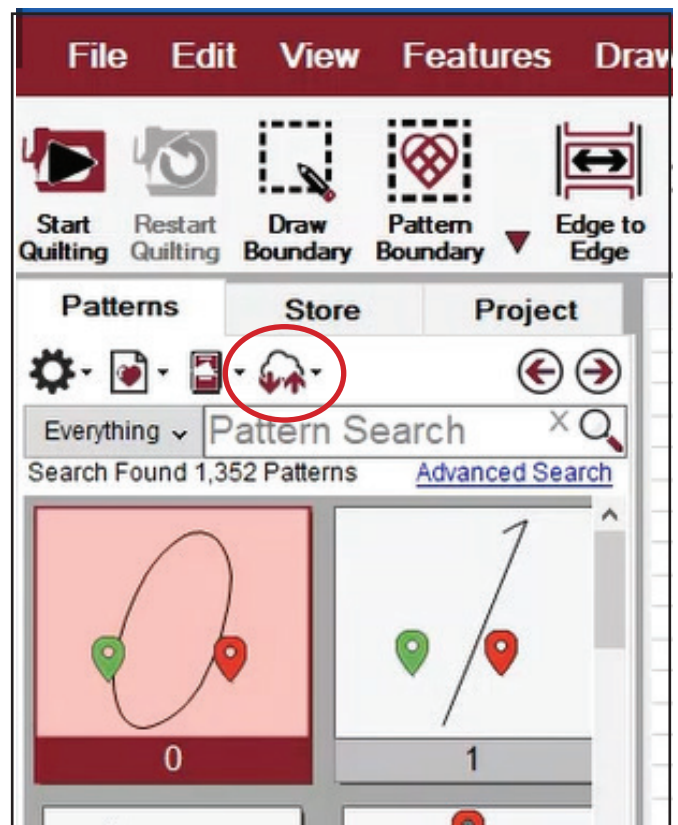 File Edit View Features Draw
Start Quilting
Restart Quilting
Draw Boundary
Pattern Boundary
Edge to Edge
Patterns Store Project
Everything Pattern Search X
Search Found 1,352 Patterns Advanced Search
0 1